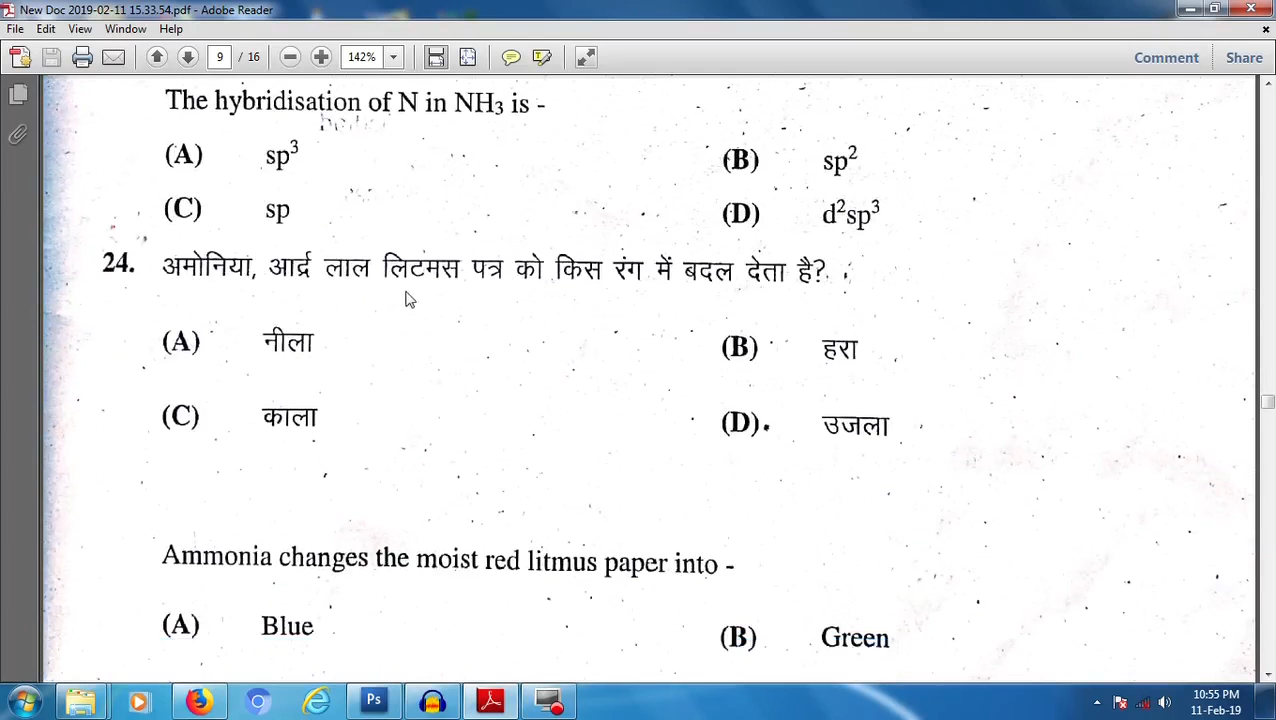 New Doc 2019-02-11 15.33.54.pdf - Adobe Reader
File Edit View Window Help
9 / 16 142% Comment Share
The hybridisation of N in NH3 is -
(A) sp3 (B) sp2
(C) sp (D) d2sp3
24. अमोनिया, आर्द्र लाल लिटमस पत्र को किस रंग में बदल देता है?
(A) नीला (B) हरा
(C) काला (D) उजला
Ammonia changes the moist red litmus paper into -
(A) Blue (B) Green
Ps
10:55 PM
11-Feb-19